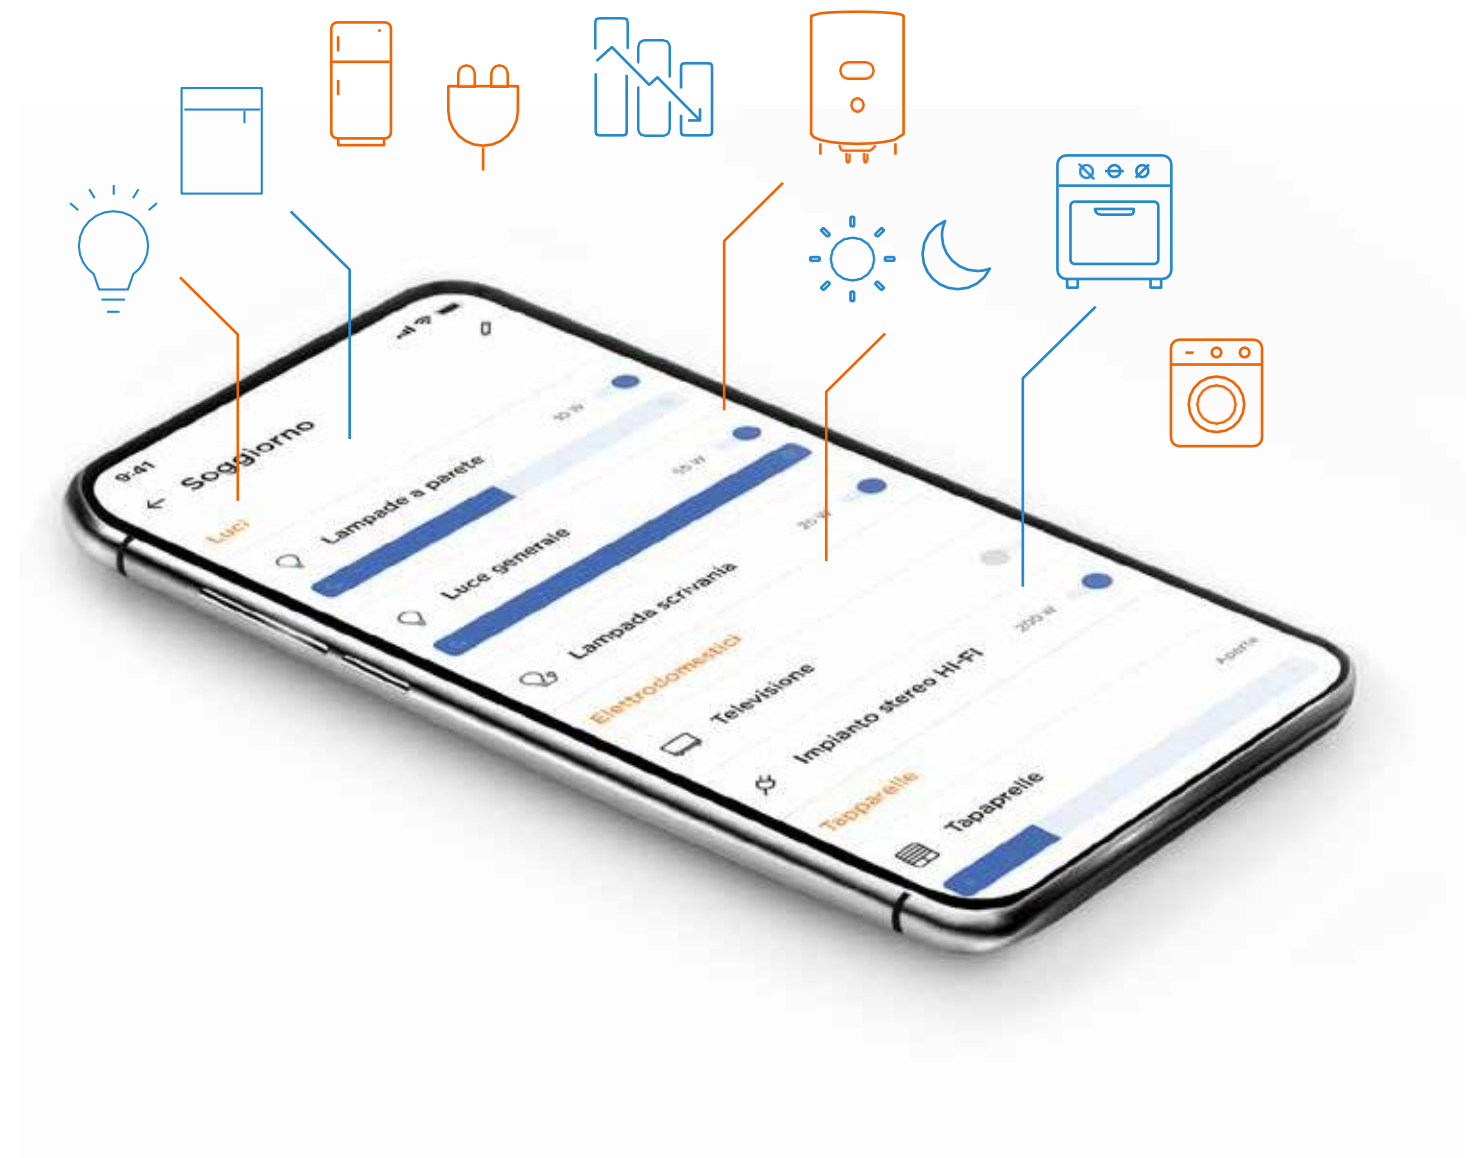 9:41
Soggiorno
Luci
Lampade a parete
10 W
Luce generale
55 W
Lampada scrivania
20 W
Elettrodomestici
Televisione
Impianto stereo Hi-Fi
200 W
Tapparelle
Tapaprelle
Aperte